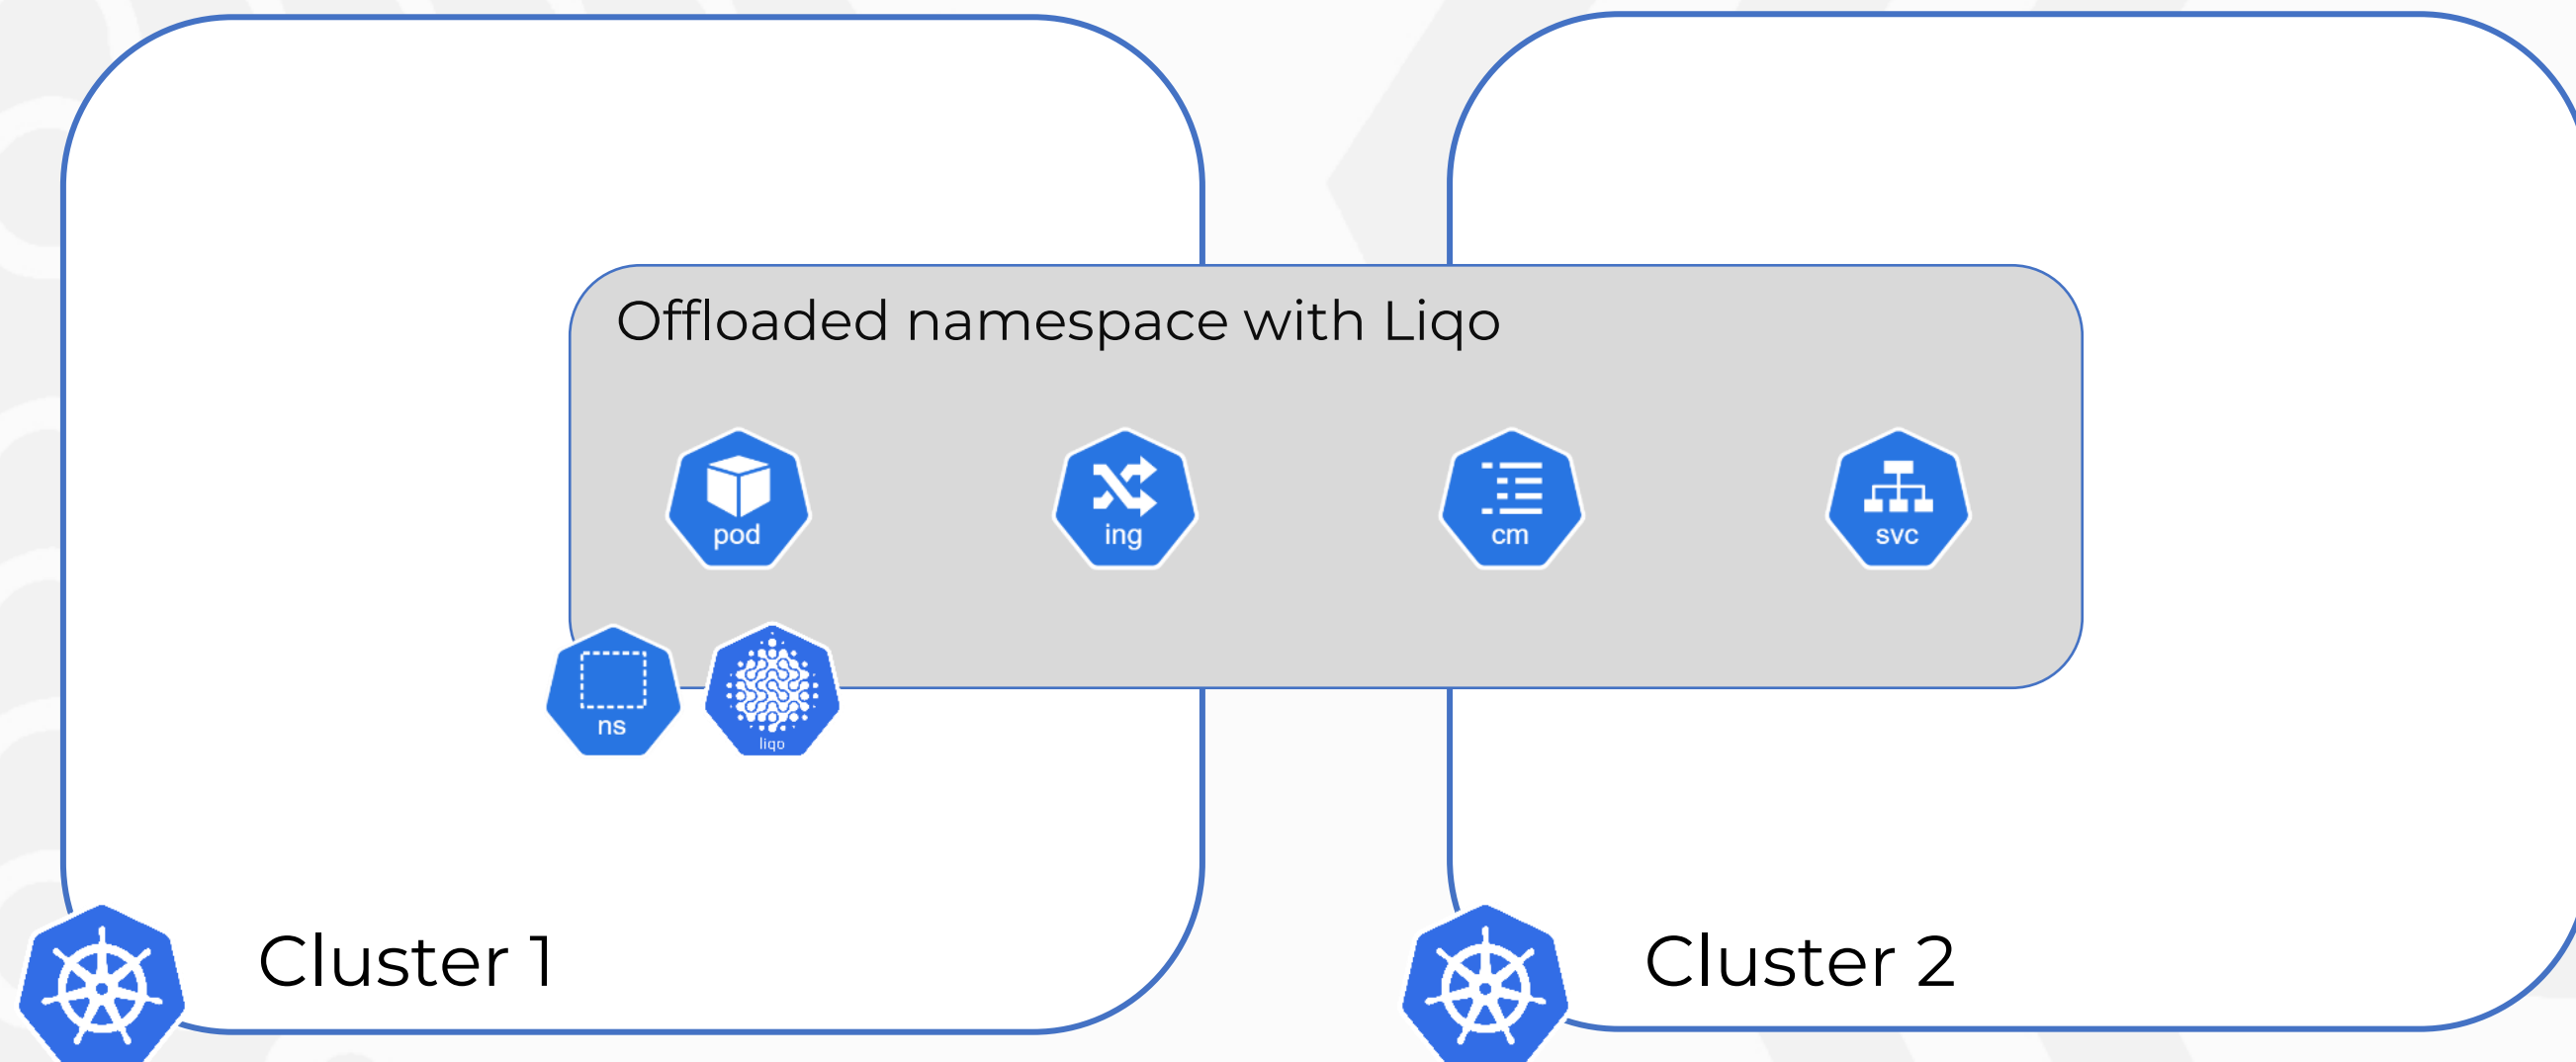 Offloaded namespace with Liqo
pod
ing
cm
svc
ns
liqo
Cluster 1
Cluster 2